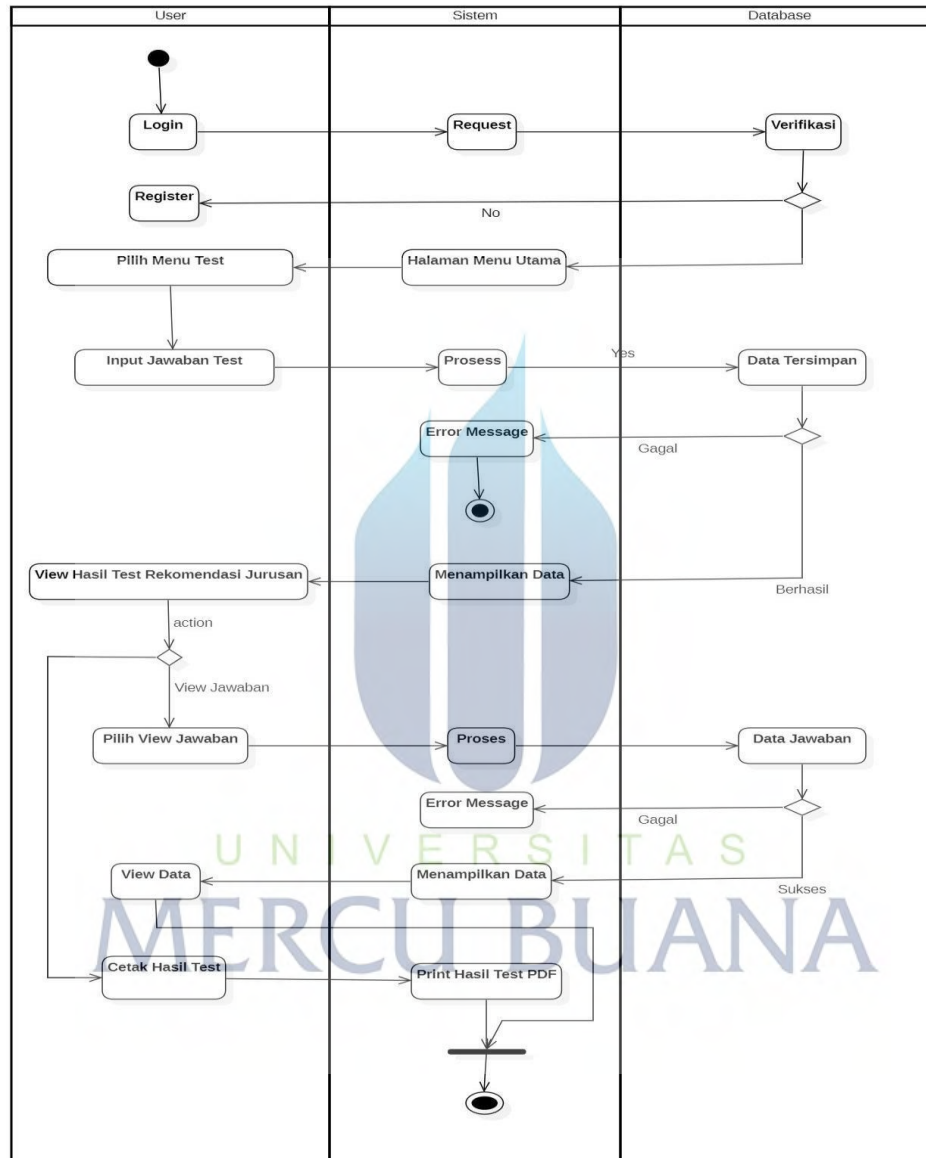 User
Sistem
Database
Login
Request
Verifikasi
Register
No
Pilih Menu Test
Halaman Menu Utama
Input Jawaban Test
Prosess
Yes
Data Tersimpan
Error Message
Gagal
View Hasil Test Rekomendasi Jurusan
Menampilkan Data
Berhasil
action
View Jawaban
Pilih View Jawaban
Proses
Data Jawaban
Error Message
Gagal
UNIVERSITAS
View Data
Menampilkan Data
Sukses
MERCU BUANA
Cetak Hasil Test
Print Hasil Test PDF